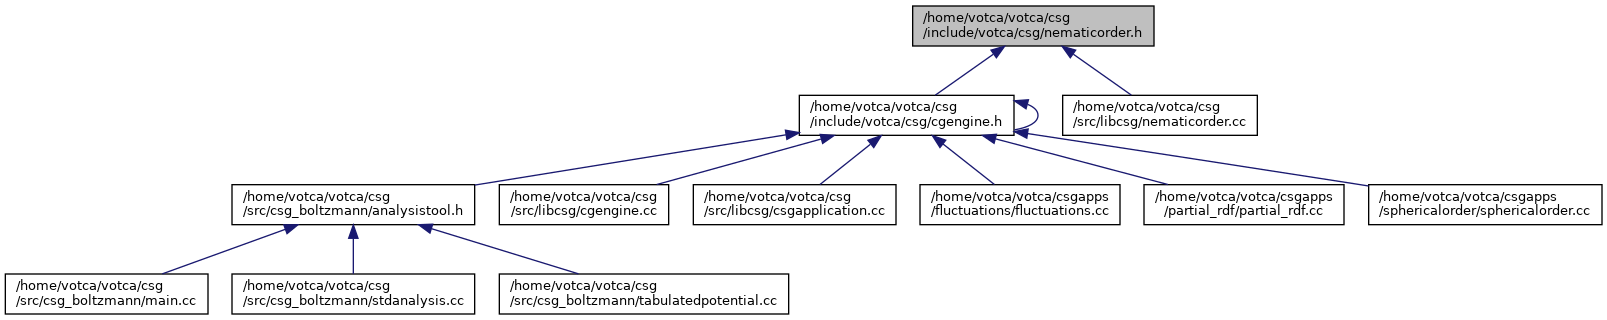 /home/votca/votca/csg
/include/votca/csg/nematicorder.h
/home/votca/votca/csg
/include/votca/csg/cgengine.h
/home/votca/votca/csg
/src/libcsg/nematicorder.cc
/home/votca/votca/csg
/src/csg_boltzmann/analysistool.h
/home/votca/votca/csg
/src/libcsg/cgengine.cc
/home/votca/votca/csg
/src/libcsg/csgapplication.cc
/home/votca/votca/csgapps
/fluctuations/fluctuations.cc
/home/votca/votca/csgapps
/partial_rdf/partial_rdf.cc
/home/votca/votca/csgapps
/sphericalorder/sphericalorder.cc
/home/votca/votca/csg
/src/csg_boltzmann/main.cc
/home/votca/votca/csg
/src/csg_boltzmann/stdanalysis.cc
/home/votca/votca/csg
/src/csg_boltzmann/tabulatedpotential.cc